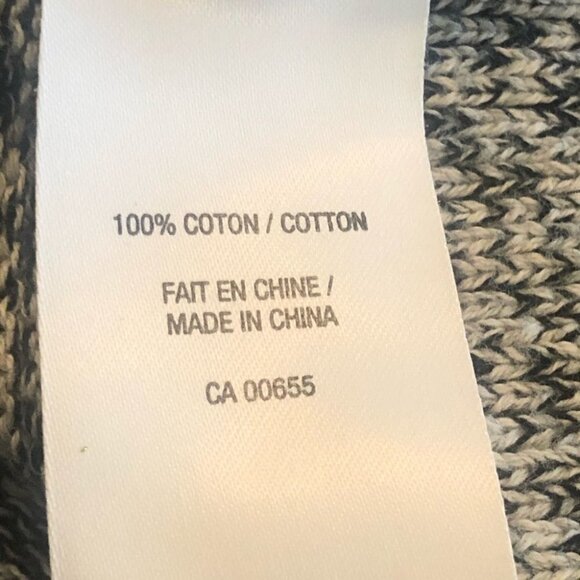 100% COTON / COTTON
FAIT EN CHINE /
MADE IN CHINA
CA 00655